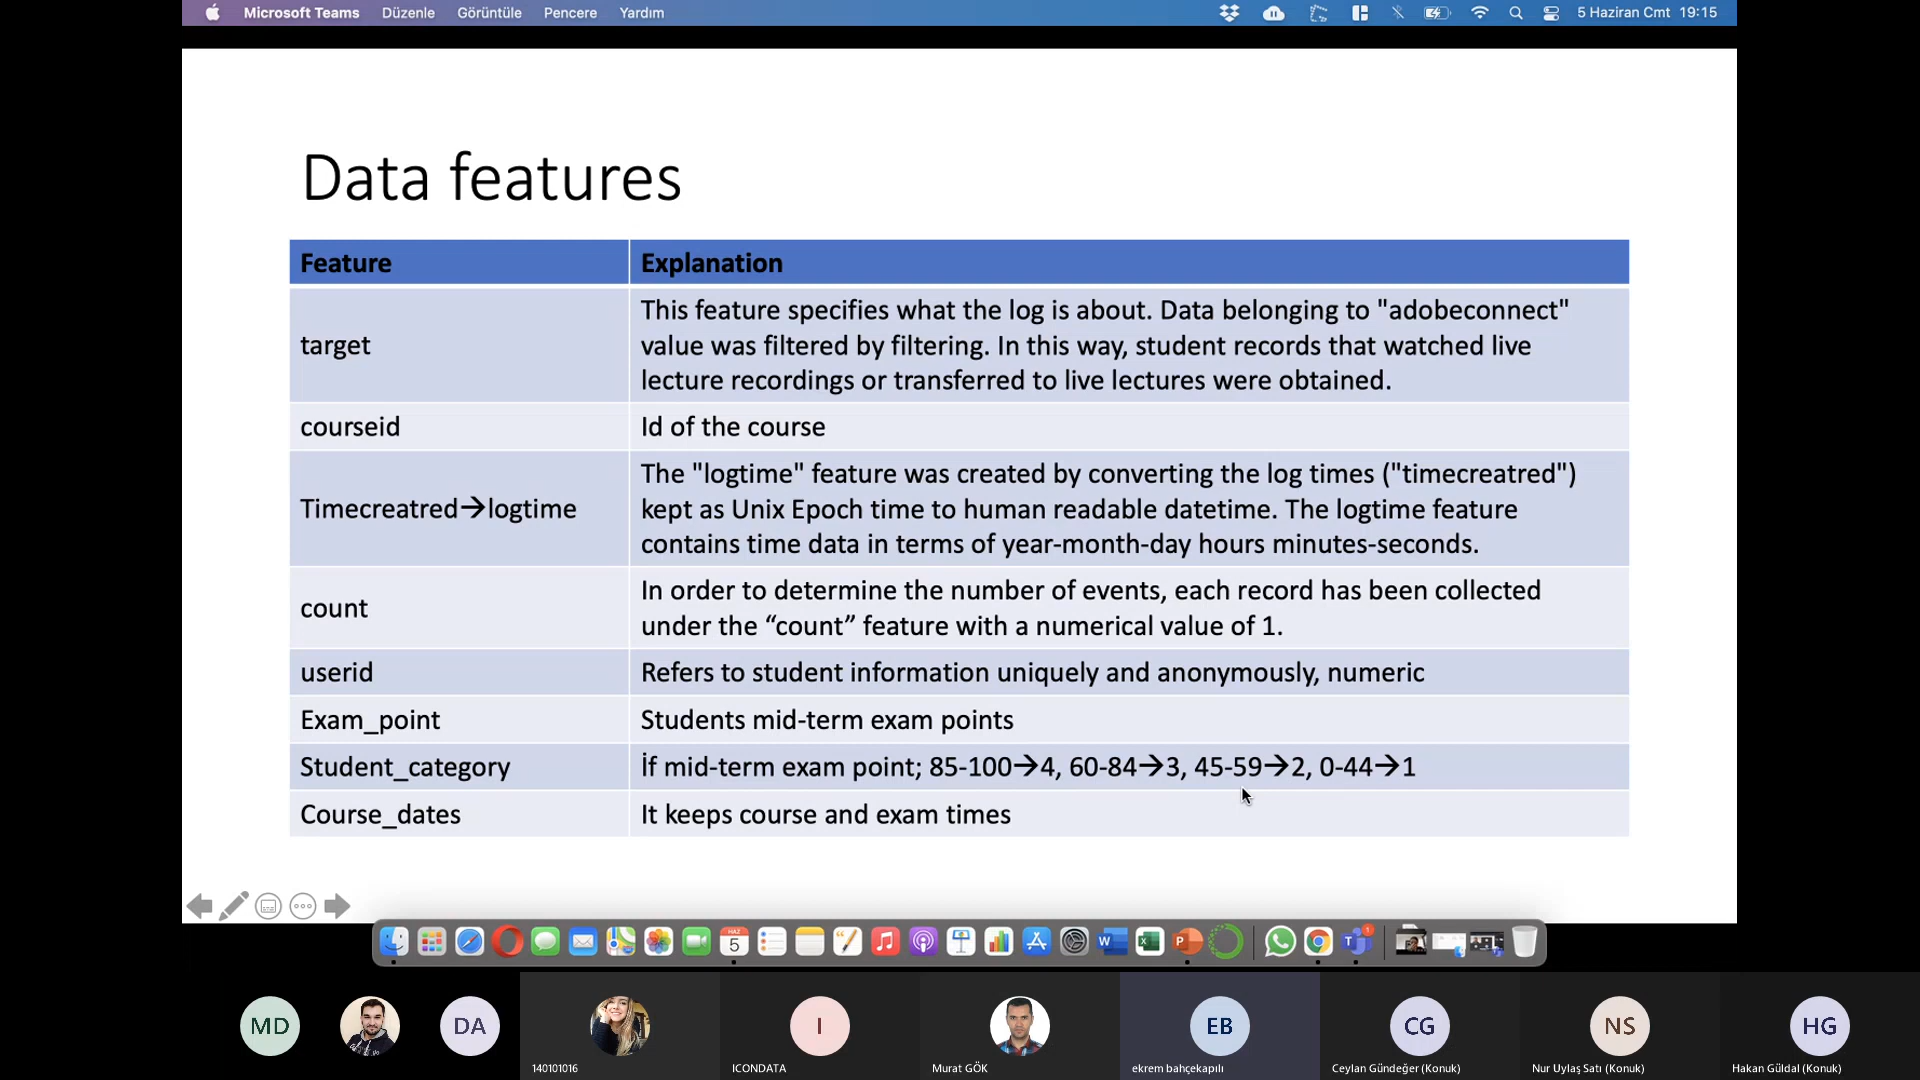 Microsoft Teams Düzenle Görüntüle Pencere Yardım 5 Haziran Cmt 19:15
Data features
Feature Explanation
target
This feature specifies what the log is about. Data belonging to "adobeconnect"
value was filtered by filtering. In this way, student records that watched live
lecture recordings or transferred to live lectures were obtained.
courseid Id of the course
Timecreatred→logtime
The "logtime" feature was created by converting the log times ("timecreatred")
kept as Unix Epoch time to human readable datetime. The logtime feature
contains time data in terms of year-month-day hours minutes-seconds.
count
In order to determine the number of events, each record has been collected
under the “count” feature with a numerical value of 1.
userid Refers to student information uniquely and anonymously, numeric
Exam_point Students mid-term exam points
Student_category İf mid-term exam point; 85-100→4, 60-84→3, 45-59→2, 0-44→1
Course_dates It keeps course and exam times
HAZ
5
W X P T 1
MD DA I EB CG NS HG
140101016 ICONDATA Murat GÖK ekrem bahçekapılı Ceylan Gündeğer (Konuk) Nur Uylaş Satı (Konuk) Hakan Güldal (Konuk)